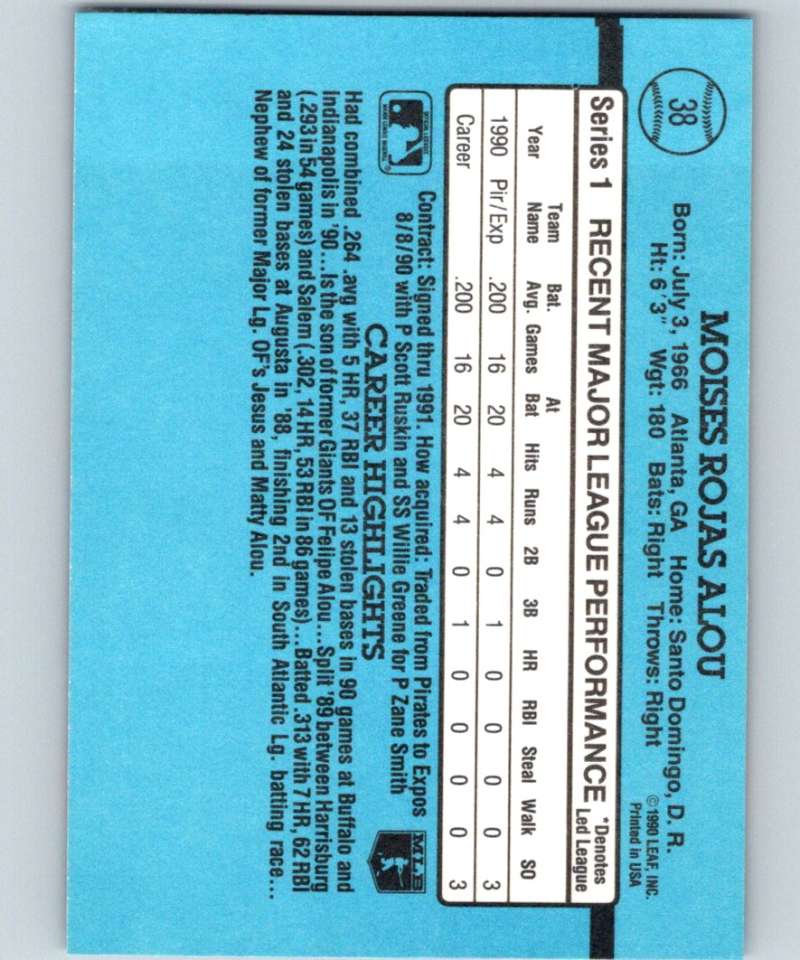 38
MOISES ROJAS ALOU
Born: July 3, 1966 Atlanta, GA Home: Santo Domingo, D. R.
Ht: 6'3" Wgt: 180 Bats: Right Throws: Right
©1990 LEAF, INC.
Printed in USA
Series 1 RECENT MAJOR LEAGUE PERFORMANCE *Denotes Led League
Year Team Name Bat. Avg. Games At Bat Hits Runs 2B 3B HR RBI Steal Walk SO
1990 Pir/Exp .200 16 20 4 4 0 1 0 0 0 0 3
Career .200 16 20 4 4 0 1 0 0 0 0 3
Contract: Signed thru 1991. How acquired: Traded from Pirates to Expos
8/8/90 with P Scott Ruskin and SS Willie Greene for P Zane Smith
MLB
CAREER HIGHLIGHTS
Had combined .264 .avg with 5 HR, 37 RBI and 13 stolen bases in 90 games at Buffalo and
Indianapolis in '90...Is the son of former Giants OF Felipe Alou...Split '89 between Harrisburg
(.293 in 54 games) and Salem (.302, 14 HR, 53 RBI in 86 games)...Batted .313 with 7 HR, 62 RBI
and 24 stolen bases at Augusta in '88, finishing 2nd in South Atlantic Lg. batting race...
Nephew of former Major Lg. OF's Jesus and Matty Alou.